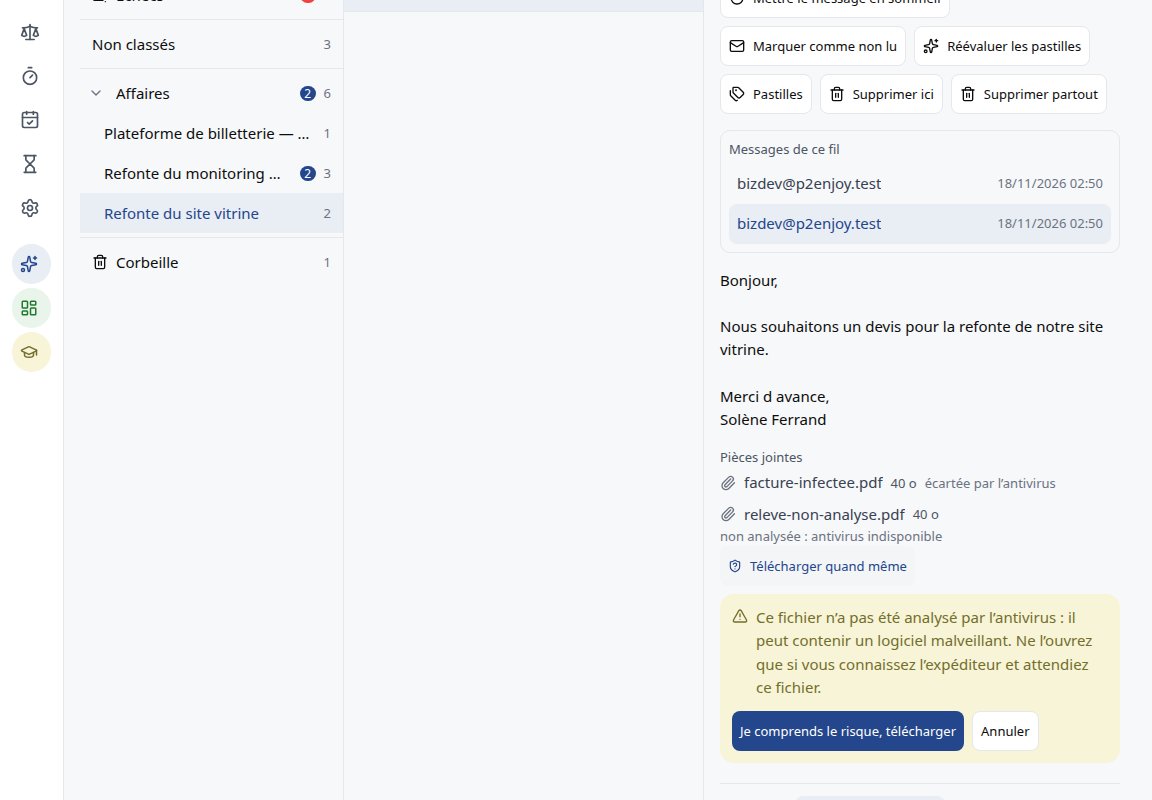 Non classés 3
Affaires 2 6
Plateforme de billetterie — ... 1
Refonte du monitoring ... 2 3
Refonte du site vitrine 2
Corbeille 1
Mettre le message en sommeil
Marquer comme non lu
Réévaluer les pastilles
Pastilles
Supprimer ici
Supprimer partout
Messages de ce fil
bizdev@p2enjoy.test 18/11/2026 02:50
bizdev@p2enjoy.test 18/11/2026 02:50
Bonjour,
Nous souhaitons un devis pour la refonte de notre site
vitrine.
Merci d avance,
Solène Ferrand
Pièces jointes
facture-infectee.pdf 40 o écartée par l’antivirus
releve-non-analyse.pdf 40 o
non analysée : antivirus indisponible
Télécharger quand même
Ce fichier n’a pas été analysé par l’antivirus : il
peut contenir un logiciel malveillant. Ne l’ouvrez
que si vous connaissez l’expéditeur et attendiez
ce fichier.
Je comprends le risque, télécharger
Annuler